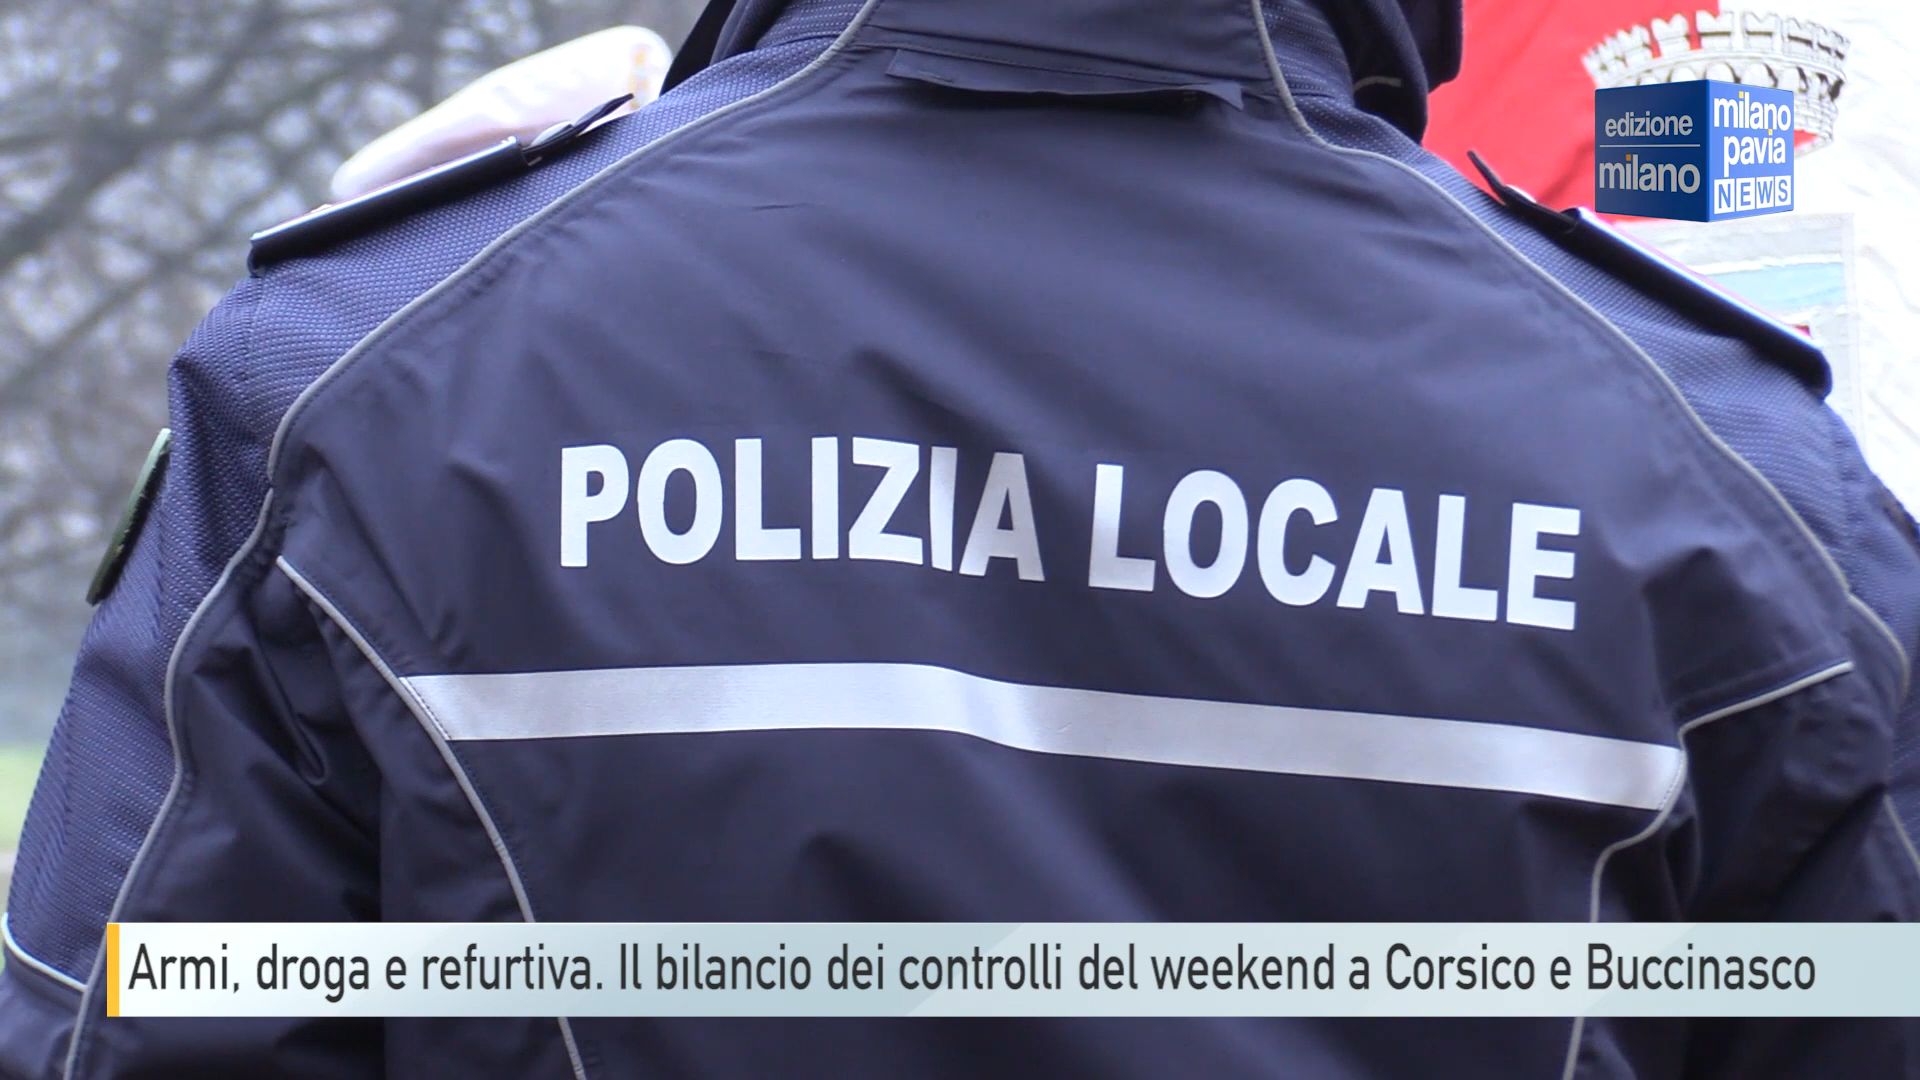 edizione
milano
milano
pavia
NEWS
POLIZIA LOCALE
Armi, droga e refurtiva. Il bilancio dei controlli del weekend a Corsico e Buccinasco